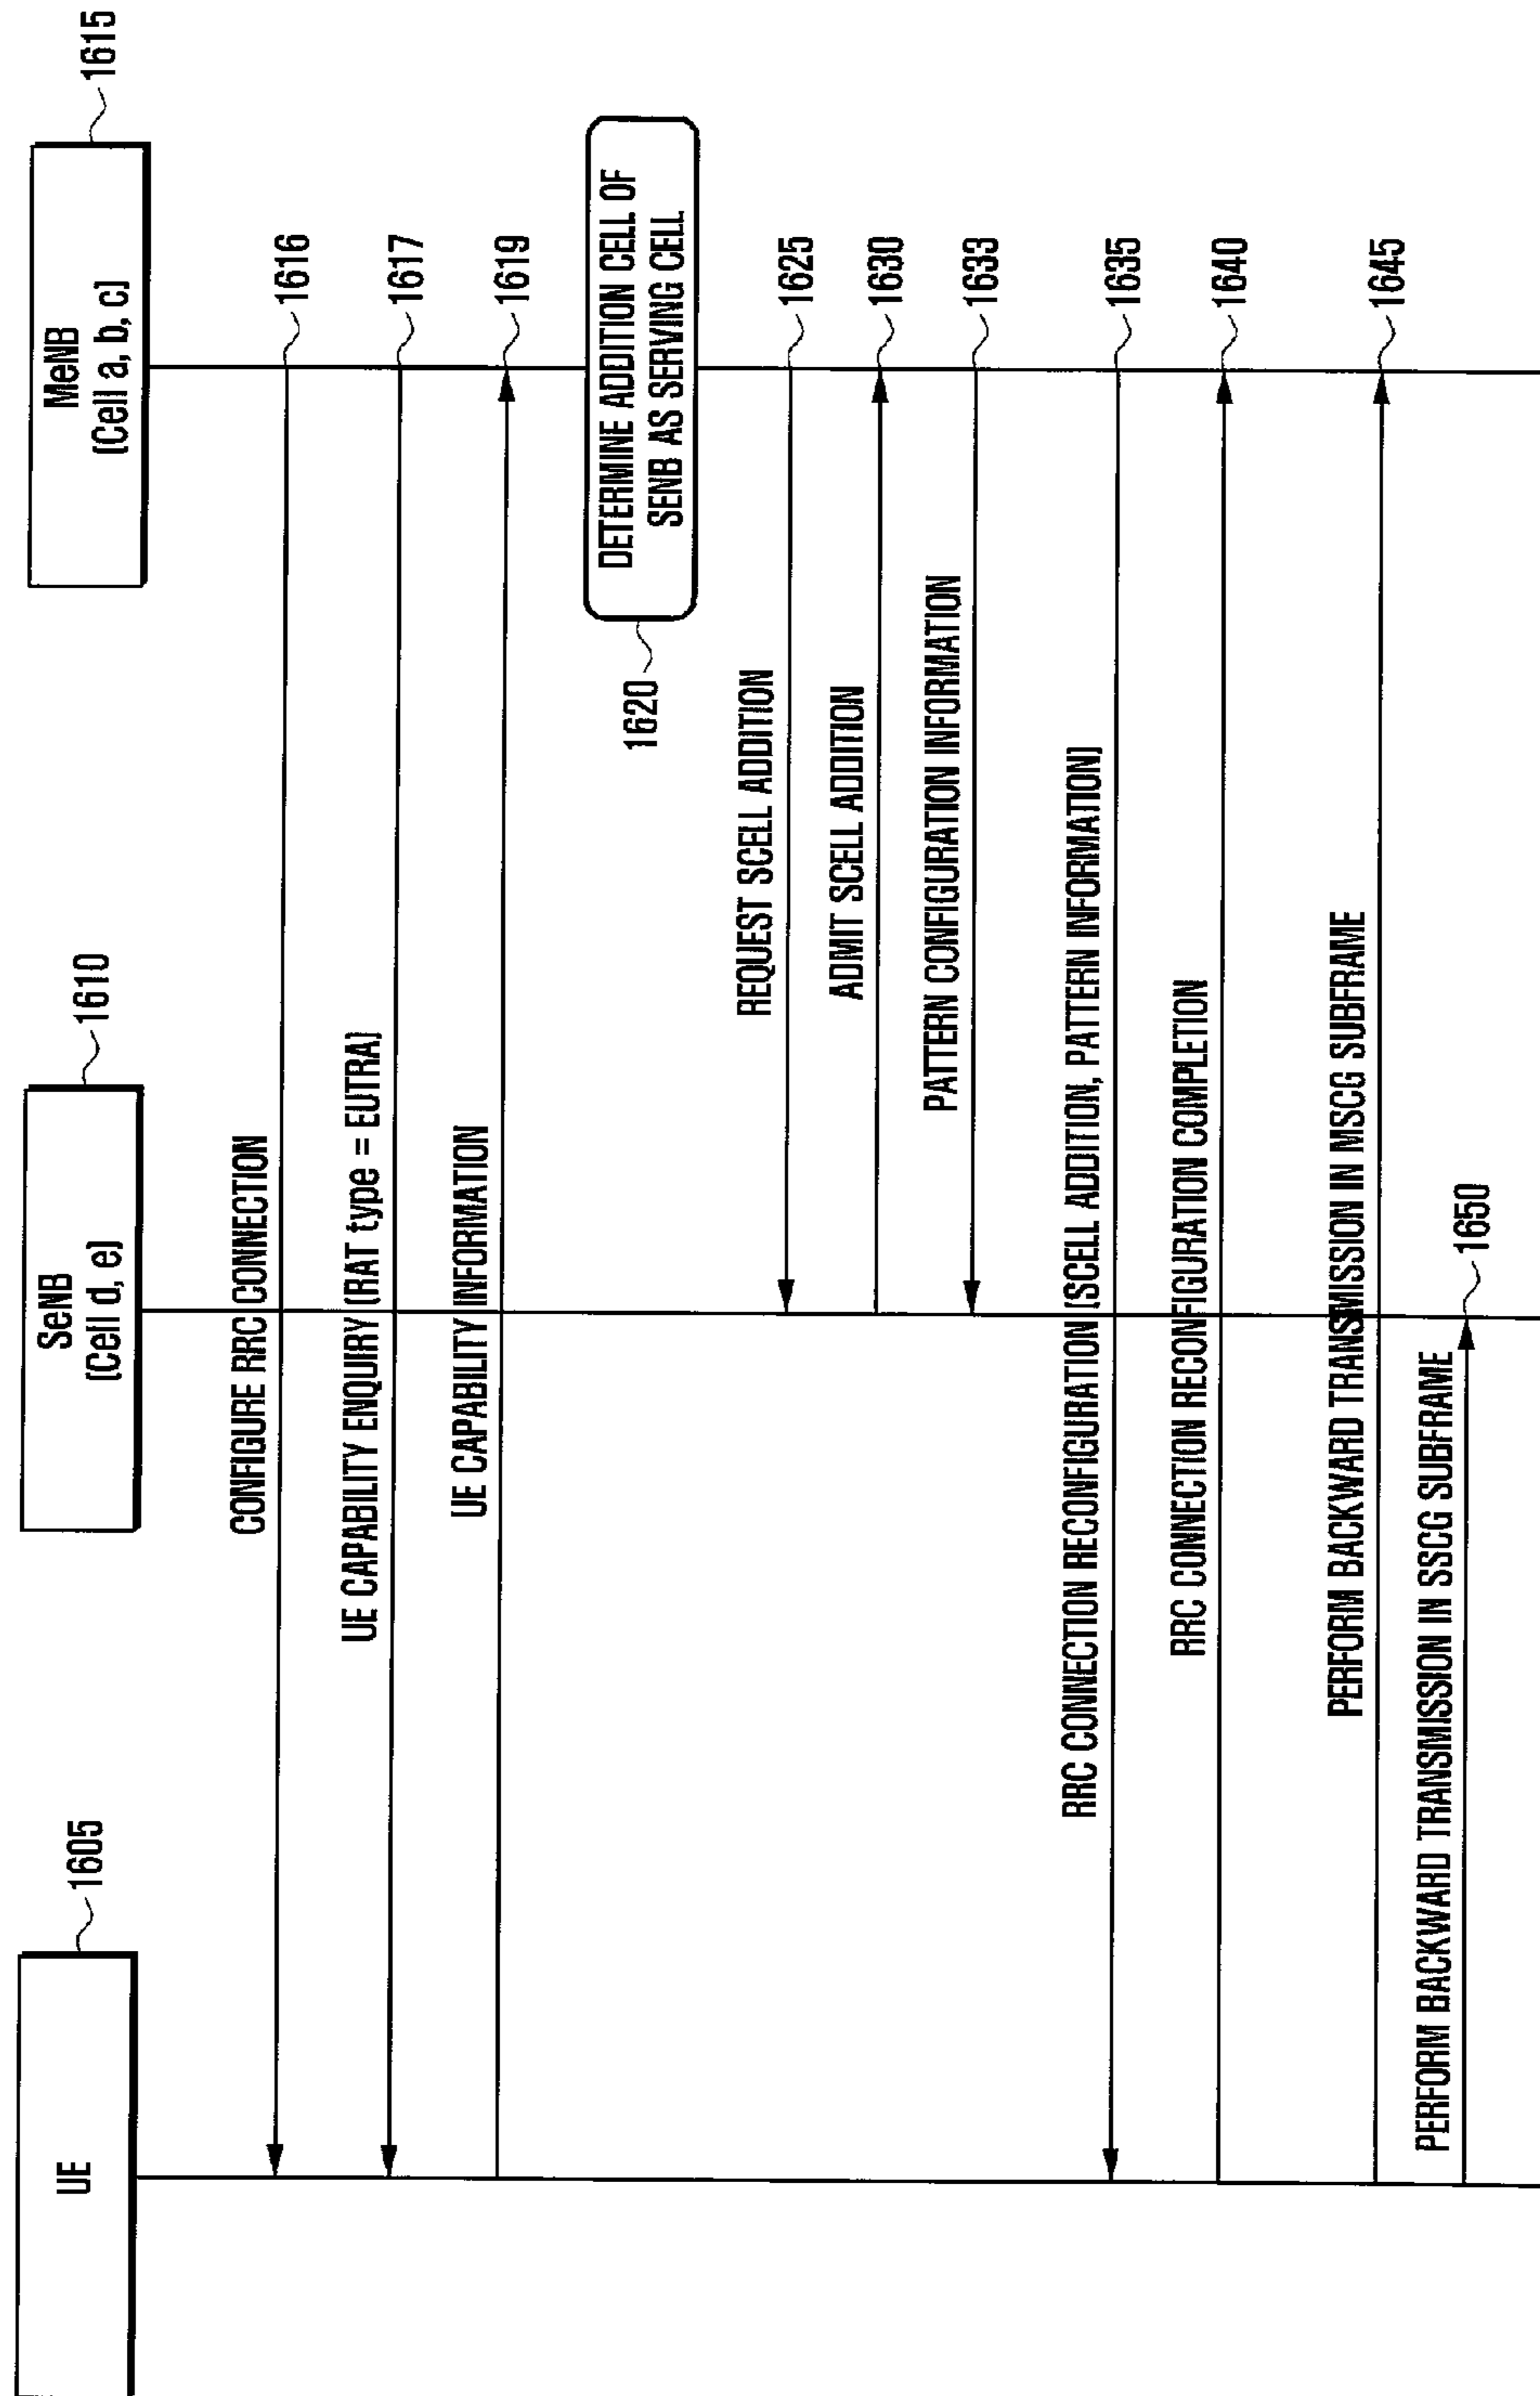 UE
1605
SeNB
(Cell d, e)
1610
MeNB
(Cell a, b, c)
1615
CONFIGURE RRC CONNECTION
1616
UE CAPABILITY ENQUIRY (RAT type = EUTRA)
1617
UE CAPABILITY INFORMATION
1619
DETERMINE ADDITION CELL OF
SENB AS SERVING CELL
1620
REQUEST SCELL ADDITION
1625
ADMIT SCELL ADDITION
1630
PATTERN CONFIGURATION INFORMATION
1633
RRC CONNECTION RECONFIGURATION (SCELL ADDITION, PATTERN INFORMATION)
1635
RRC CONNECTION RECONFIGURATION COMPLETION
1640
PERFORM BACKWARD TRANSMISSION IN MSCG SUBFRAME
1645
PERFORM BACKWARD TRANSMISSION IN SSCG SUBFRAME
1650